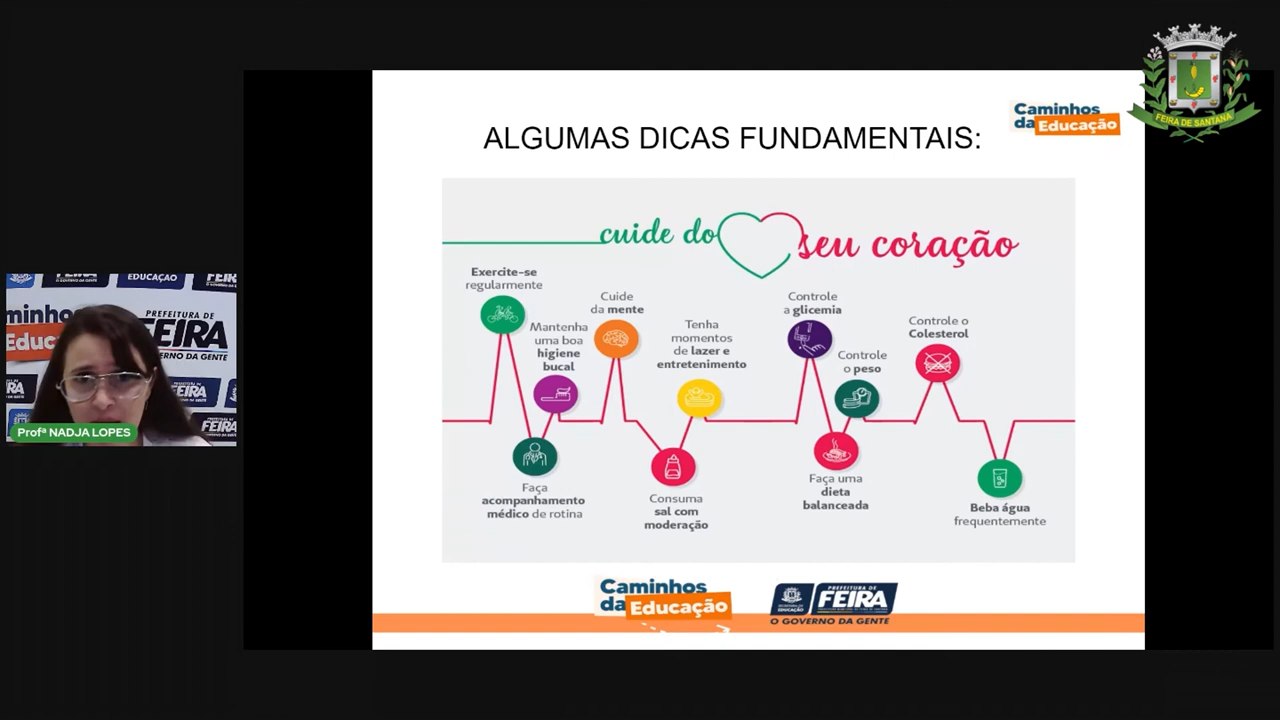 FEIRA DE SANTANA
Caminhos
da Educação
ALGUMAS DICAS FUNDAMENTAIS:
cuide do seu coração
Exercite-se
regularmente
Mantenha
uma boa
higiene
bucal
Cuide
da mente
Tenha
momentos
de lazer e
entretenimento
Controle
a glicemia
Controle
o peso
Controle o
Colesterol
Faça
acompanhamento
médico de rotina
Consuma
sal com
moderação
Faça uma
dieta
balanceada
Beba água
frequentemente
Caminhos
da Educação
PREFEITURA DE
FEIRA
O GOVERNO DA GENTE
EDUCAÇÃO
PREFEITURA DE
FEIRA
Profª NADJA LOPES